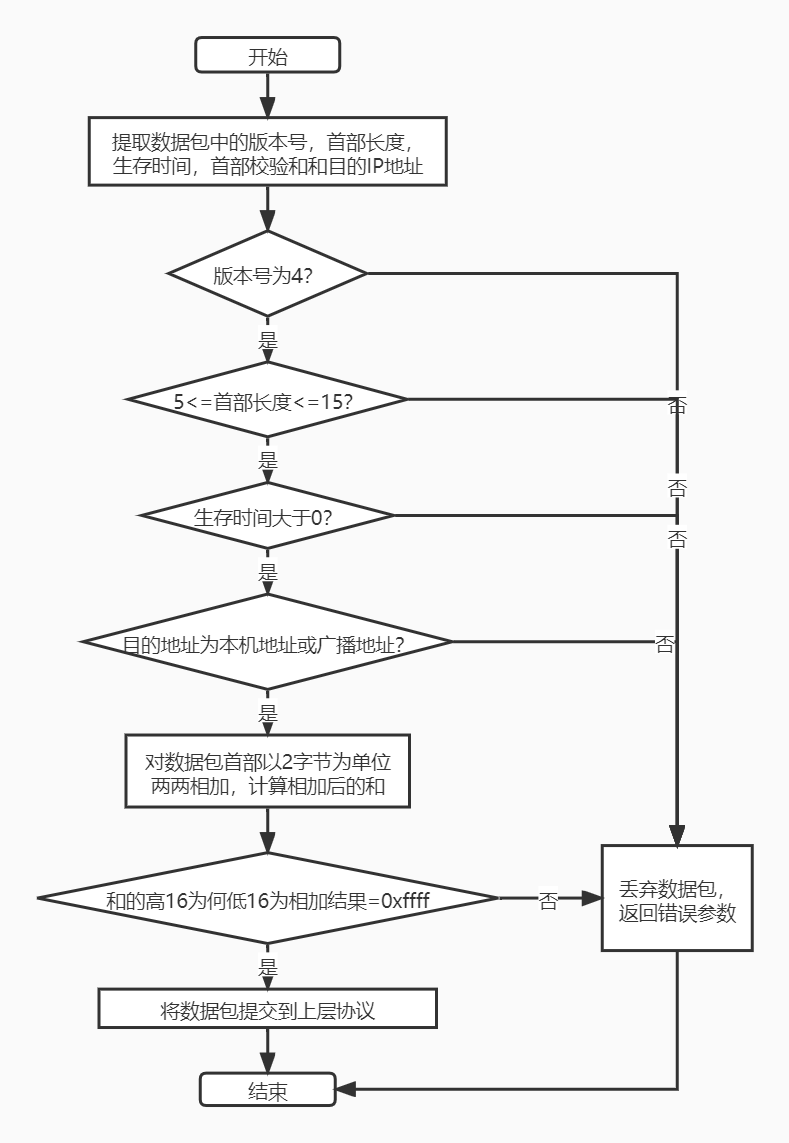 开始
提取数据包中的版本号，首部长度，
生存时间，首部校验和和目的IP地址
版本号为4？
是
5<=首部长度<=15？
否
是
否
生存时间大于0？
否
是
目的地址为本机地址或广播地址？
否
是
对数据包首部以2字节为单位
两两相加，计算相加后的和
和的高16为何低16为相加结果=0xffff
否
丢弃数据包，
返回错误参数
是
将数据包提交到上层协议
结束